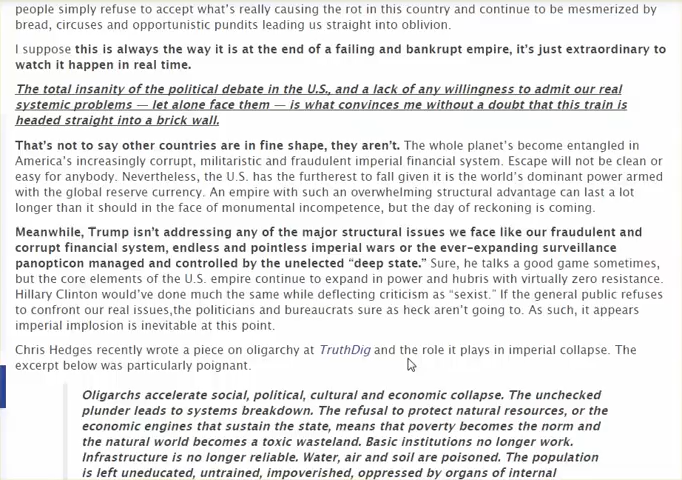 people simply refuse to accept what's really causing the rot in this country and continue to be mesmerized by
bread, circuses and opportunistic pundits leading us straight into oblivion.
I suppose this is always the way it is at the end of a failing and bankrupt empire, it's just extraordinary to
watch it happen in real time.
The total insanity of the political debate in the U.S., and a lack of any willingness to admit our real
systemic problems — let alone face them — is what convinces me without a doubt that this train is
headed straight into a brick wall.
That's not to say other countries are in fine shape, they aren't. The whole planet's become entangled in
America's increasingly corrupt, militaristic and fraudulent imperial financial system. Escape will not be clean or
easy for anybody. Nevertheless, the U.S. has the furtherest to fall given it is the world's dominant power armed
with the global reserve currency. An empire with such an overwhelming structural advantage can last a lot
longer than it should in the face of monumental incompetence, but the day of reckoning is coming.
Meanwhile, Trump isn't addressing any of the major structural issues we face like our fraudulent and
corrupt financial system, endless and pointless imperial wars or the ever-expanding surveillance
panopticon managed and controlled by the unelected "deep state." Sure, he talks a good game sometimes,
but the core elements of the U.S. empire continue to expand in power and hubris with virtually zero resistance.
Hillary Clinton would've done much the same while deflecting criticism as "sexist." If the general public refuses
to confront our real issues,the politicians and bureaucrats sure as heck aren't going to. As such, it appears
imperial implosion is inevitable at this point.
Chris Hedges recently wrote a piece on oligarchy at TruthDig and the role it plays in imperial collapse. The
excerpt below was particularly poignant.
Oligarchs accelerate social, political, cultural and economic collapse. The unchecked
plunder leads to systems breakdown. The refusal to protect natural resources, or the
economic engines that sustain the state, means that poverty becomes the norm and
the natural world becomes a toxic wasteland. Basic institutions no longer work.
Infrastructure is no longer reliable. Water, air and soil are poisoned. The population
is left uneducated, untrained, impoverished, oppressed by organs of internal